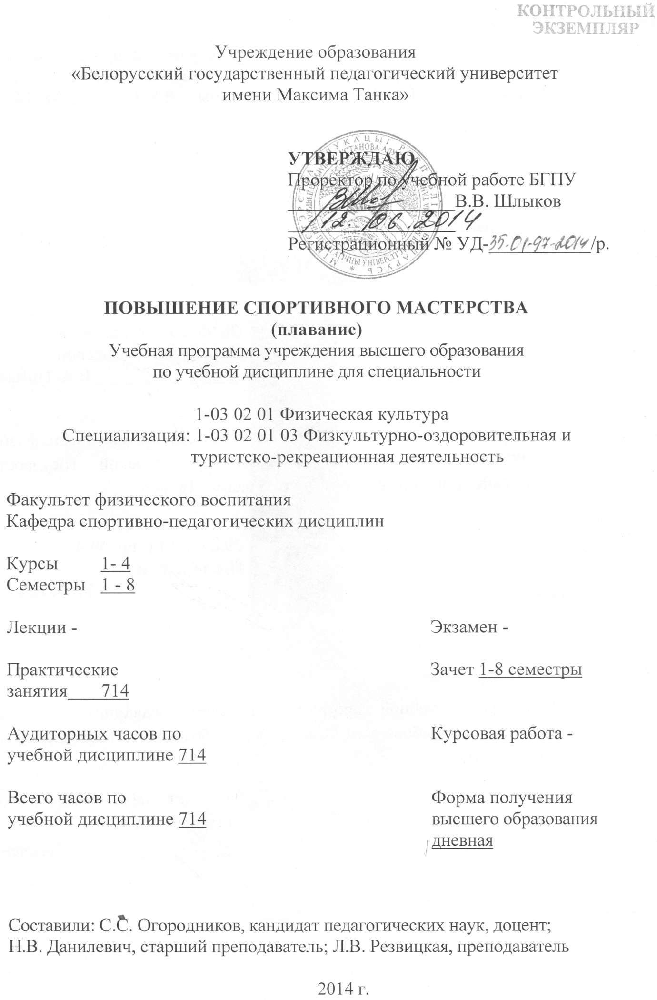 КОНТРОЛЬНЫЙ
ЭКЗЕМПЛЯР
Учреждение образования
«Белорусский государственный педагогический университет
имени Максима Танка»
УТВЕРЖДАЮ
Проректор по учебной работе БГПУ
В.В. Шлыков
12. 06. 2014
Регистрационный № УД-35-01-97-2014/р.
ПОВЫШЕНИЕ СПОРТИВНОГО МАСТЕРСТВА
(плавание)
Учебная программа учреждения высшего образования
по учебной дисциплине для специальности
1-03 02 01 Физическая культура
Специализация: 1-03 02 01 03 Физкультурно-оздоровительная и
туристско-рекреационная деятельность
Факультет физического воспитания
Кафедра спортивно-педагогических дисциплин
Курсы 1- 4
Семестры 1 - 8
Лекции - Экзамен -
Практические Зачет 1-8 семестры
занятия 714
Аудиторных часов по Курсовая работа -
учебной дисциплине 714
Всего часов по Форма получения
учебной дисциплине 714 высшего образования
дневная
Составили: С.С. Огородников, кандидат педагогических наук, доцент;
Н.В. Данилевич, старший преподаватель; Л.В. Резвицкая, преподаватель
2014 г.